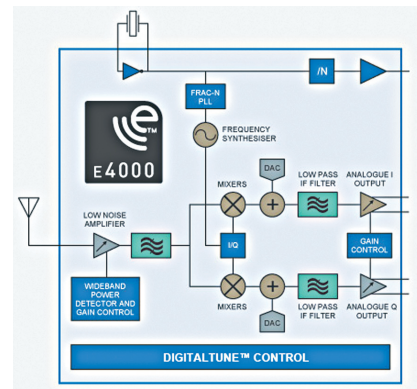 /N
FRAC-N
PLL
e™
E4000
FREQUENCY
SYNTHESISER
DAC
MIXERS
LOW PASS
IF FILTER
ANALOGUE I
OUTPUT
LOW NOISE
AMPLIFIER
+
I/Q
GAIN
CONTROL
WIDEBAND
POWER
DETECTOR AND
GAIN CONTROL
+
MIXERS
DAC
LOW PASS
IF FILTER
ANALOGUE Q
OUTPUT
DIGITALTUNE™ CONTROL